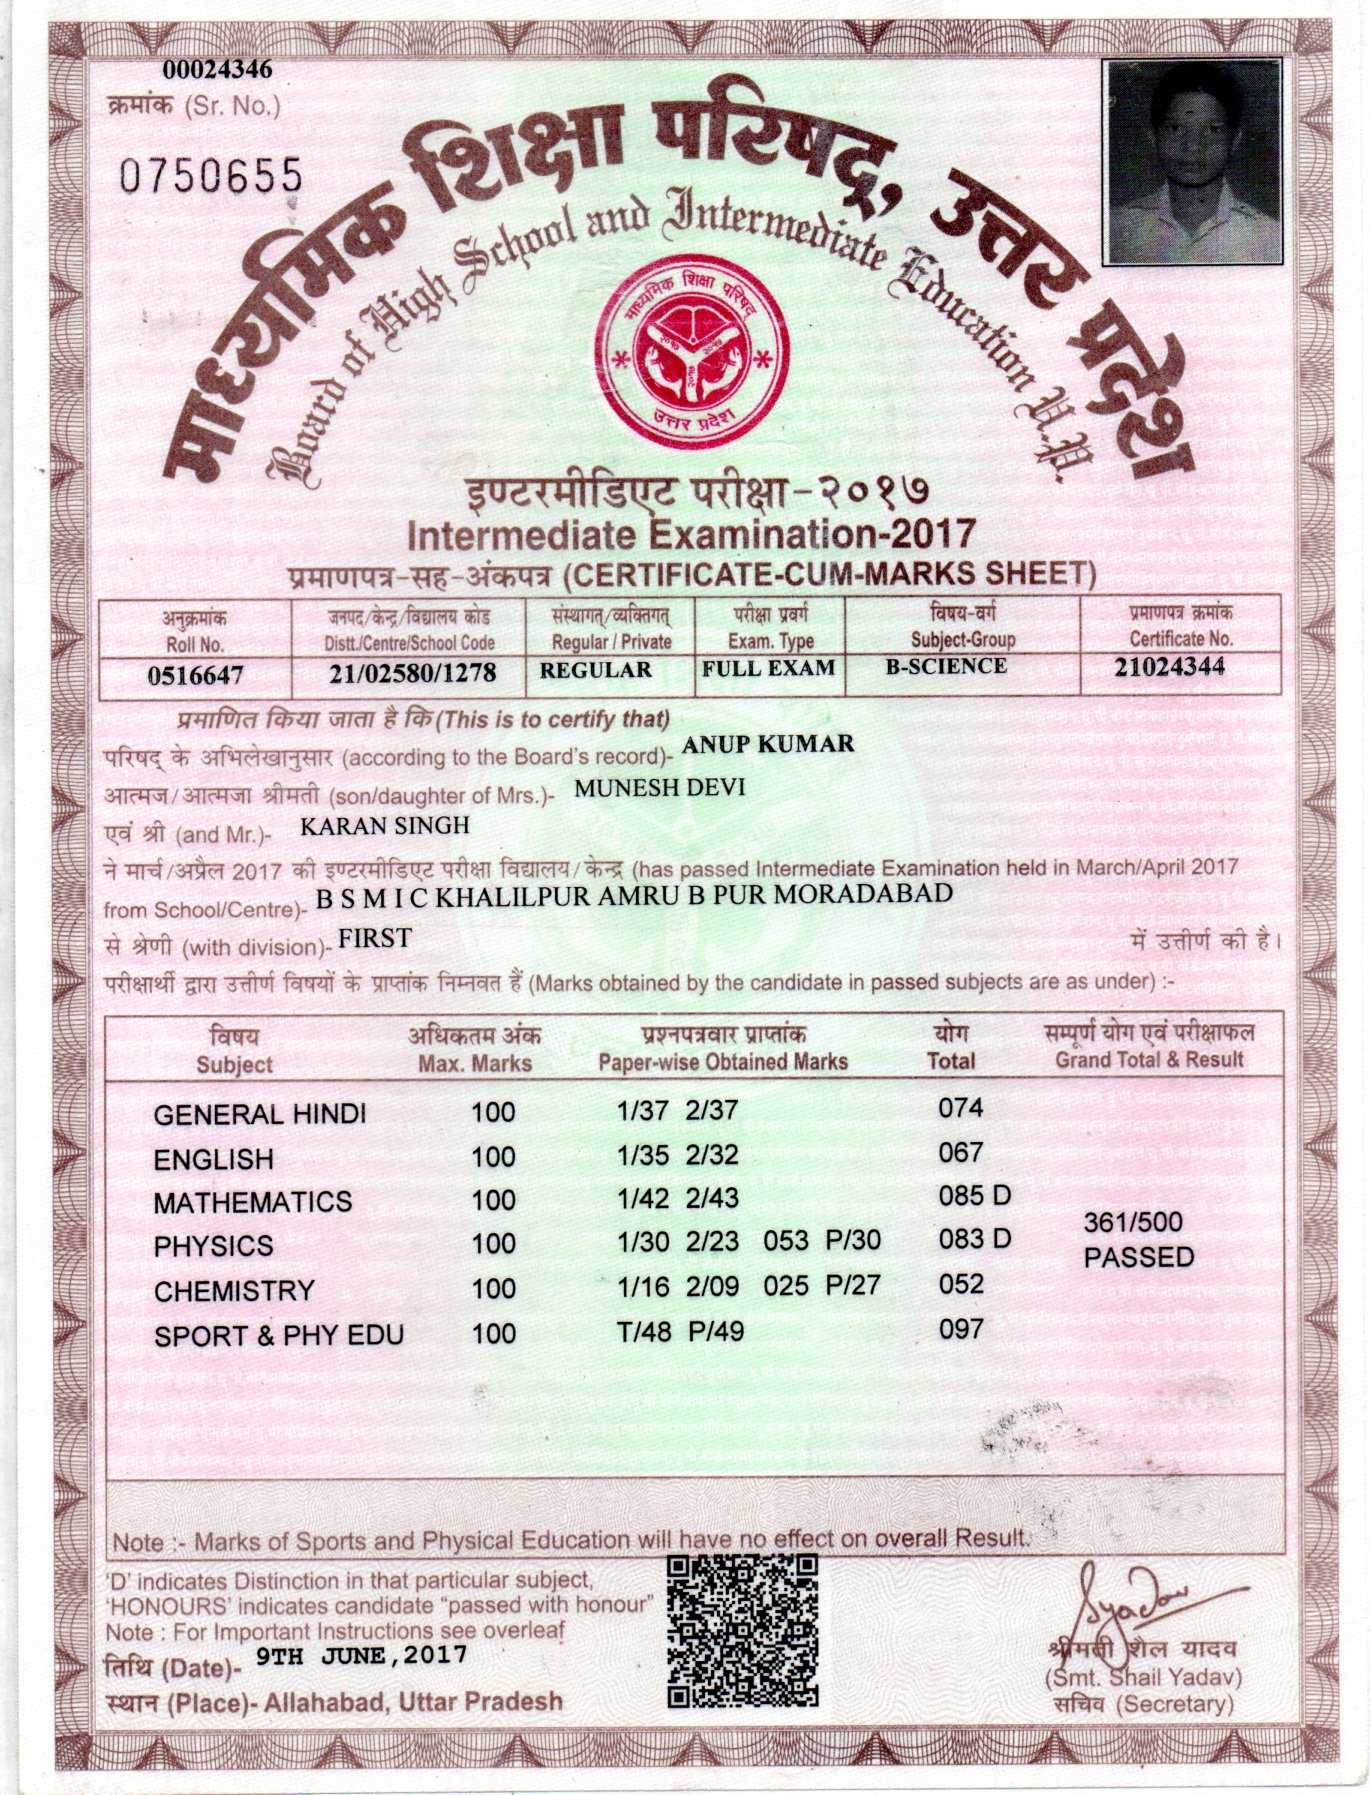 00024346
क्रमांक (Sr. No.)
0750655
माध्यमिक शिक्षा परिषद्, उत्तर प्रदेश
Board of High School and Intermediate Education U.P.
माध्यमिक शिक्षा परिषद्
२०१७ २०१७
२०१७
उत्तर प्रदेश
इण्टरमीडिएट परीक्षा-२०१७
Intermediate Examination-2017
प्रमाणपत्र-सह-अंकपत्र (CERTIFICATE-CUM-MARKS SHEET)
अनुक्रमांक जनपद/केन्द्र/विद्यालय कोड संस्थागत्/व्यक्तिगत् परीक्षा प्रवर्ग विषय-वर्ग प्रमाणपत्र क्रमांक
Roll No. Distt./Centre/School Code Regular / Private Exam. Type Subject-Group Certificate No.
0516647 21/02580/1278 REGULAR FULL EXAM B-SCIENCE 21024344
प्रमाणित किया जाता है कि (This is to certify that)
परिषद् के अभिलेखानुसार (according to the Board's record)- ANUP KUMAR
आत्मज/आत्मजा श्रीमती (son/daughter of Mrs.)- MUNESH DEVI
एवं श्री (and Mr.)- KARAN SINGH
ने मार्च/अप्रैल 2017 की इण्टरमीडिएट परीक्षा विद्यालय/केन्द्र (has passed Intermediate Examination held in March/April 2017
from School/Centre)- B S M I C KHALILPUR AMRU B PUR MORADABAD
से श्रेणी (with division)- FIRST में उत्तीर्ण की है।
परीक्षार्थी द्वारा उत्तीर्ण विषयों के प्राप्तांक निम्नवत हैं (Marks obtained by the candidate in passed subjects are as under) :-
विषय अधिकतम अंक प्रश्नपत्रवार प्राप्तांक योग सम्पूर्ण योग एवं परीक्षाफल
Subject Max. Marks Paper-wise Obtained Marks Total Grand Total & Result
GENERAL HINDI 100 1/37 2/37 074
ENGLISH 100 1/35 2/32 067
MATHEMATICS 100 1/42 2/43 085 D
361/500
PHYSICS 100 1/30 2/23 053 P/30 083 D
PASSED
CHEMISTRY 100 1/16 2/09 025 P/27 052
SPORT & PHY EDU 100 T/48 P/49 097
Note :- Marks of Sports and Physical Education will have no effect on overall Result.
'D' indicates Distinction in that particular subject,
'HONOURS' indicates candidate "passed with honour"
Note : For Important Instructions see overleaf
तिथि (Date)- 9TH JUNE,2017
स्थान (Place)- Allahabad, Uttar Pradesh
Syadav
श्रीमती शैल यादव
(Smt. Shail Yadav)
सचिव (Secretary)